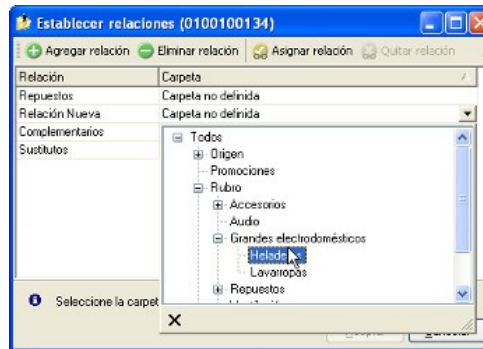 Establecer relaciones (0100100134)
Agregar relación Eliminar relación Asignar relación Quitar relación
Relación Carpeta
Repuestos Carpeta no definida
Relación Nueva Carpeta no definida
Complementarios
Sustitutos
Todos
Origen
Promociones
Rubro
Accesorios
Audio
Grandes electrodomésticos
Lavarropas
Repuestos
Seleccione la carpet